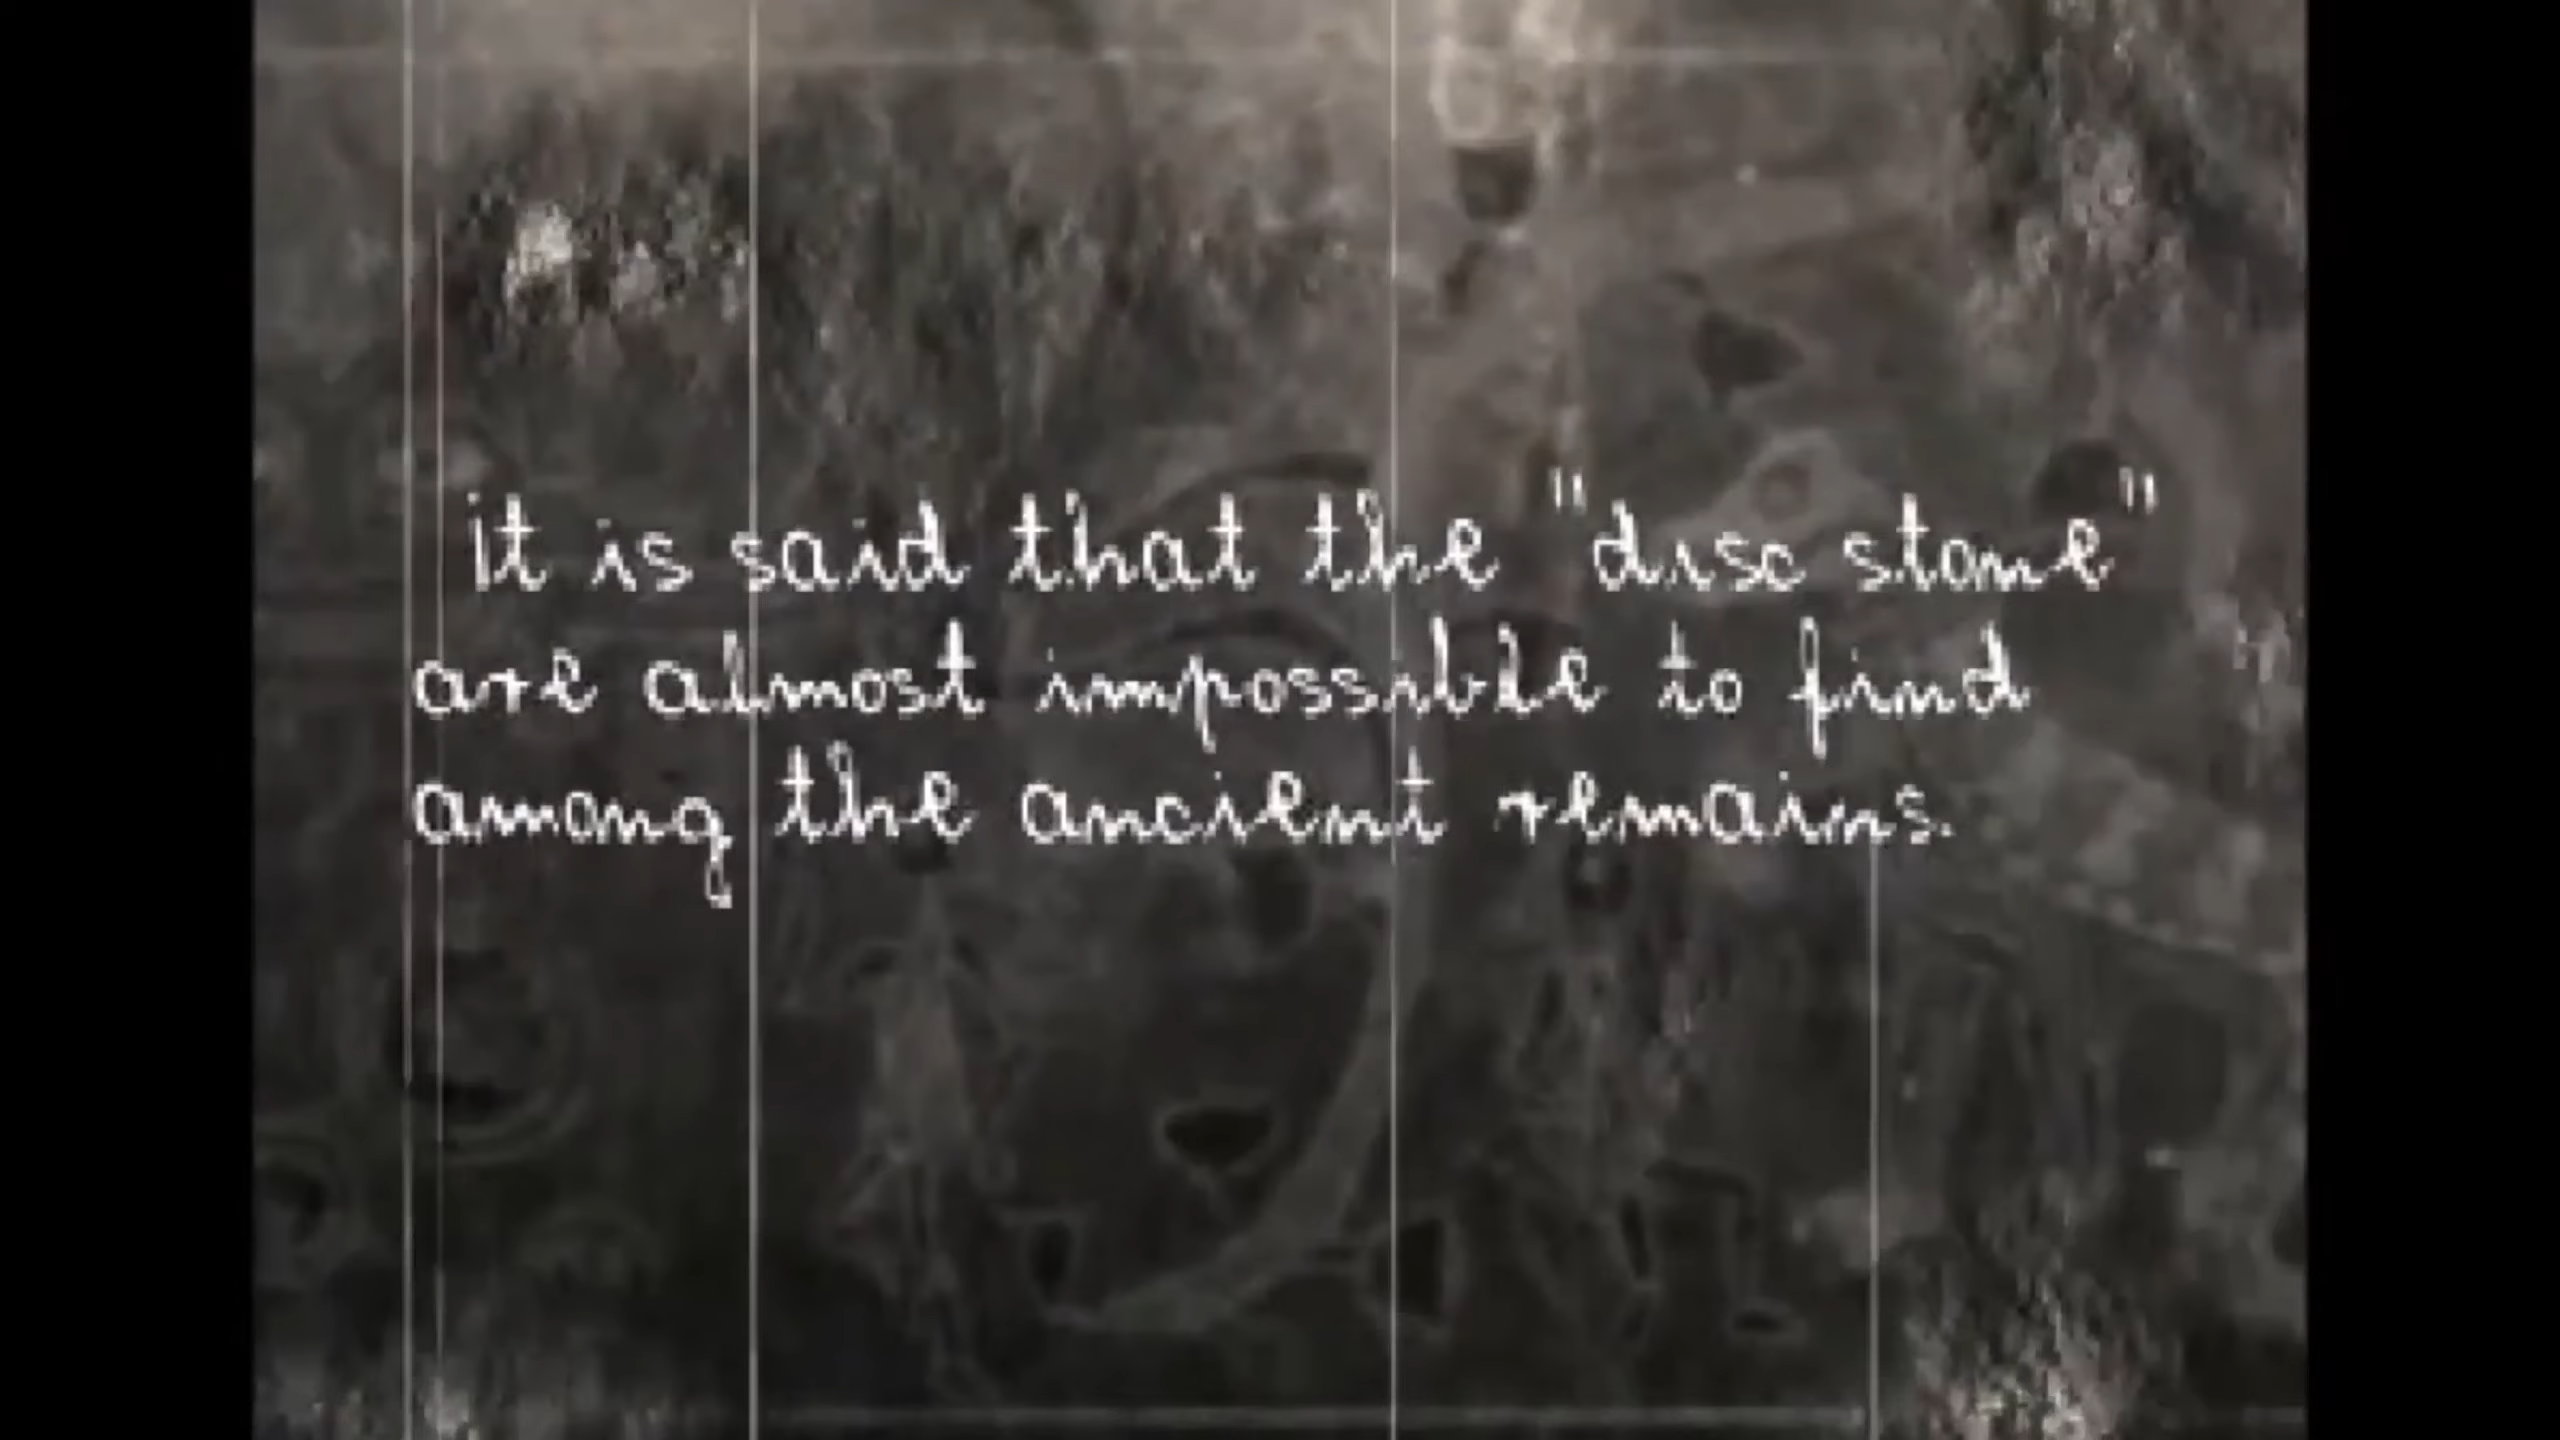 it is said that the "disc stone"
are almost impossible to find
among the ancient remains.